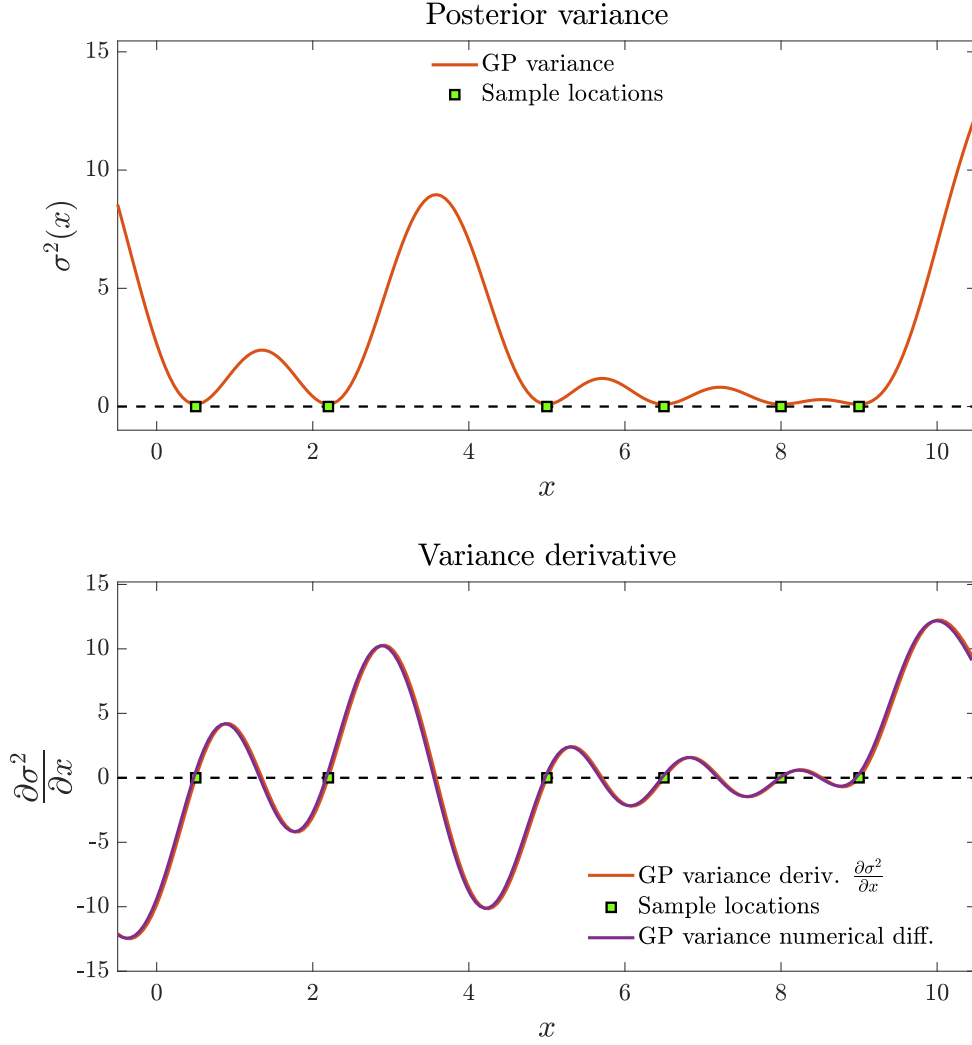 Posterior variance
15
10
5
0
σ²(x)
GP variance
Sample locations
0 2 4 6 8 10
x
Variance derivative
15
10
5
0
-5
-10
-15
∂σ²/∂x
GP variance deriv. ∂σ²/∂x
Sample locations
GP variance numerical diff.
0 2 4 6 8 10
x